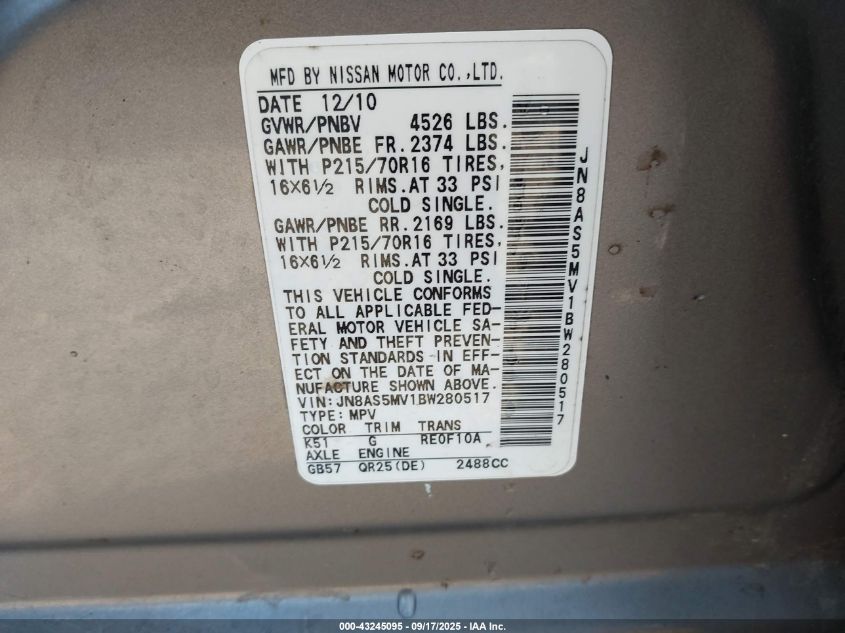 MFD BY NISSAN MOTOR CO.,LTD.
DATE 12/10
GVWR/PNBV 4526 LBS.
GAWR/PNBE FR. 2374 LBS.
WITH P215/70R16 TIRES,
16X6½ RIMS. AT 33 PSI
COLD SINGLE.
GAWR/PNBE RR. 2169 LBS.
WITH P215/70R16 TIRES,
16X6½ RIMS. AT 33 PSI
COLD SINGLE.
THIS VEHICLE CONFORMS
TO ALL APPLICABLE FED-
ERAL MOTOR VEHICLE SA-
FETY AND THEFT PREVEN-
TION STANDARDS IN EFF-
ECT ON THE DATE OF MA-
NUFACTURE SHOWN ABOVE.
VIN: JN8AS5MV1BW280517
TYPE: MPV
COLOR TRIM TRANS
K51 G RE0F10A
AXLE ENGINE
GB57 QR25(DE) 2488CC
JN8AS5MV1BW280517
000-43245095 - 09/17/2025 - IAA Inc.